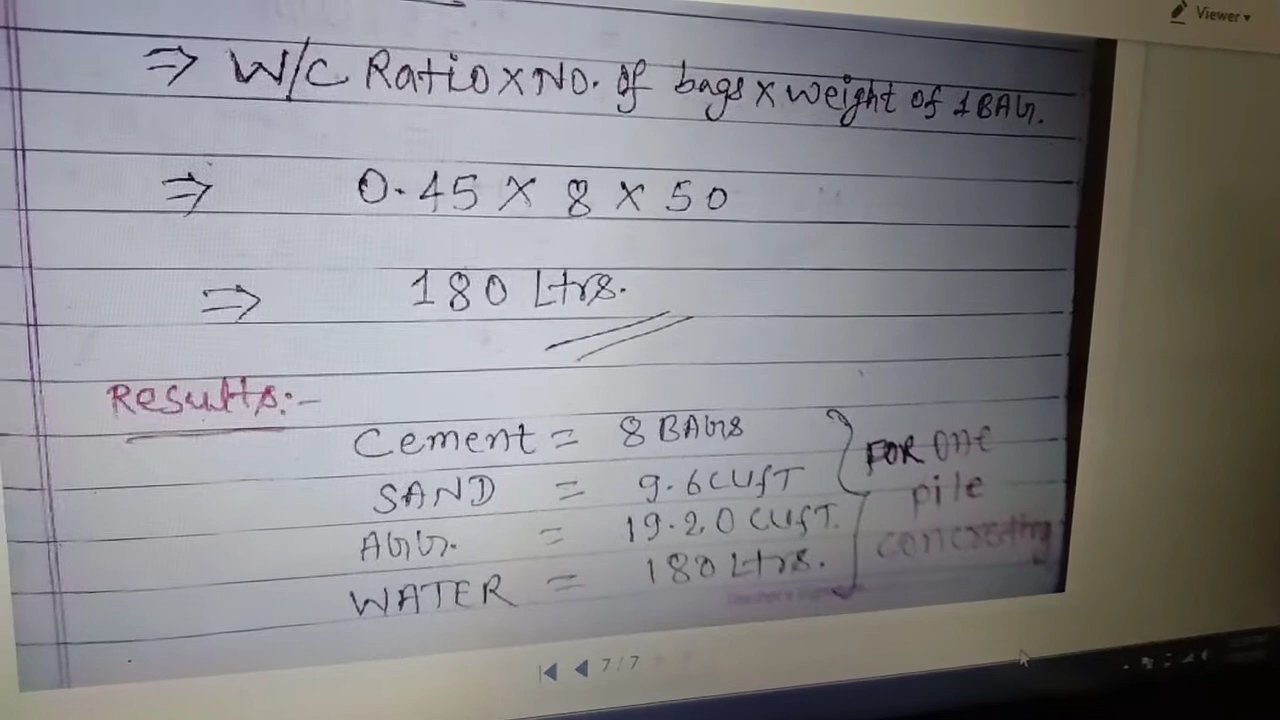 Viewer
⇒ W/C Ratio × No. of bags × weight of 1 BAG.
⇒ 0.45 × 8 × 50
⇒ 180 Ltrs.
Results:-
Cement = 8 BAGS
SAND = 9.6 CUFT
AGG. = 19.20 CUFT.
WATER = 180 Ltrs.
FOR one
pile
concreting
7/7